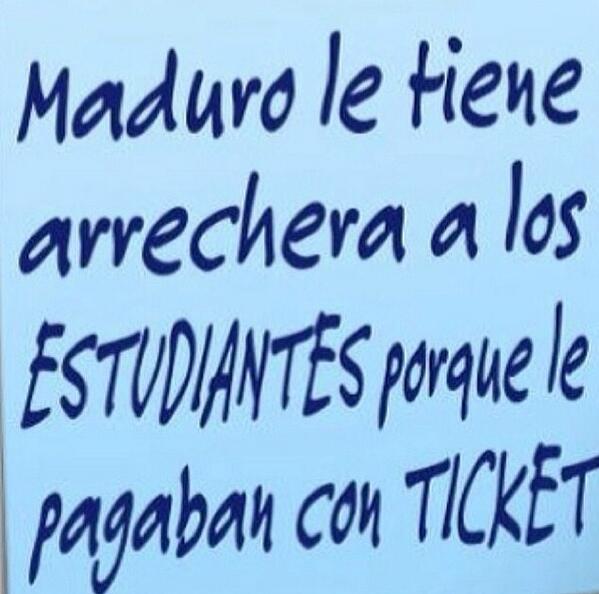 Maduro le tiene
arrechera a los
ESTUDIANTES porque le
pagaban con TICKET